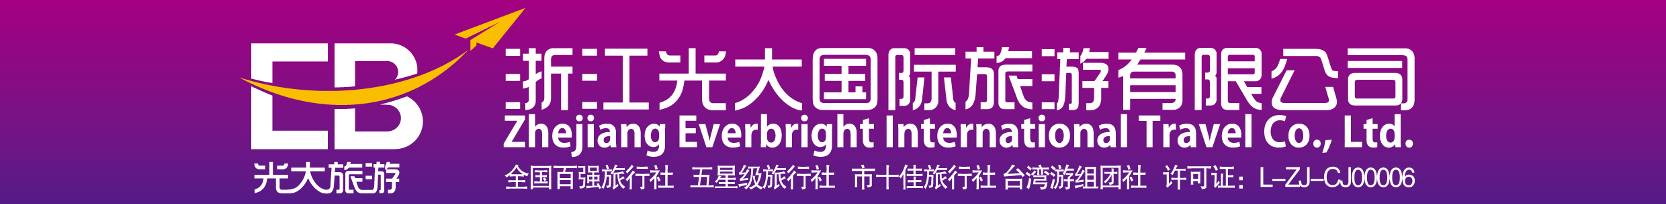 EB
光大旅游
浙江光大国际旅游有限公司
Zhejiang Everbright International Travel Co., Ltd.
全国百强旅行社 五星级旅行社 市十佳旅行社 台湾游组团社 许可证：L-ZJ-CJ00006